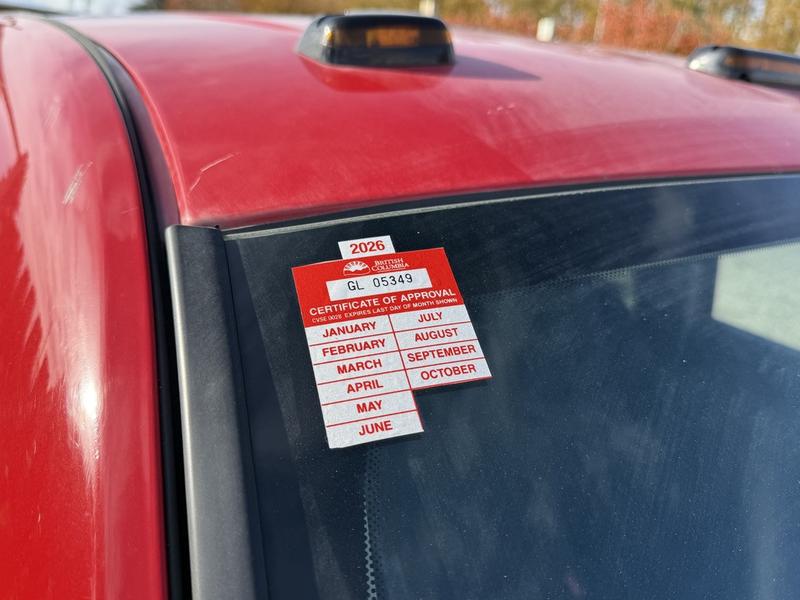 2026
BRITISH
COLUMBIA
GL 05349
CERTIFICATE OF APPROVAL
CVSE 0028 EXPIRES LAST DAY OF MONTH SHOWN
JANUARY JULY
FEBRUARY AUGUST
MARCH SEPTEMBER
APRIL OCTOBER
MAY
JUNE